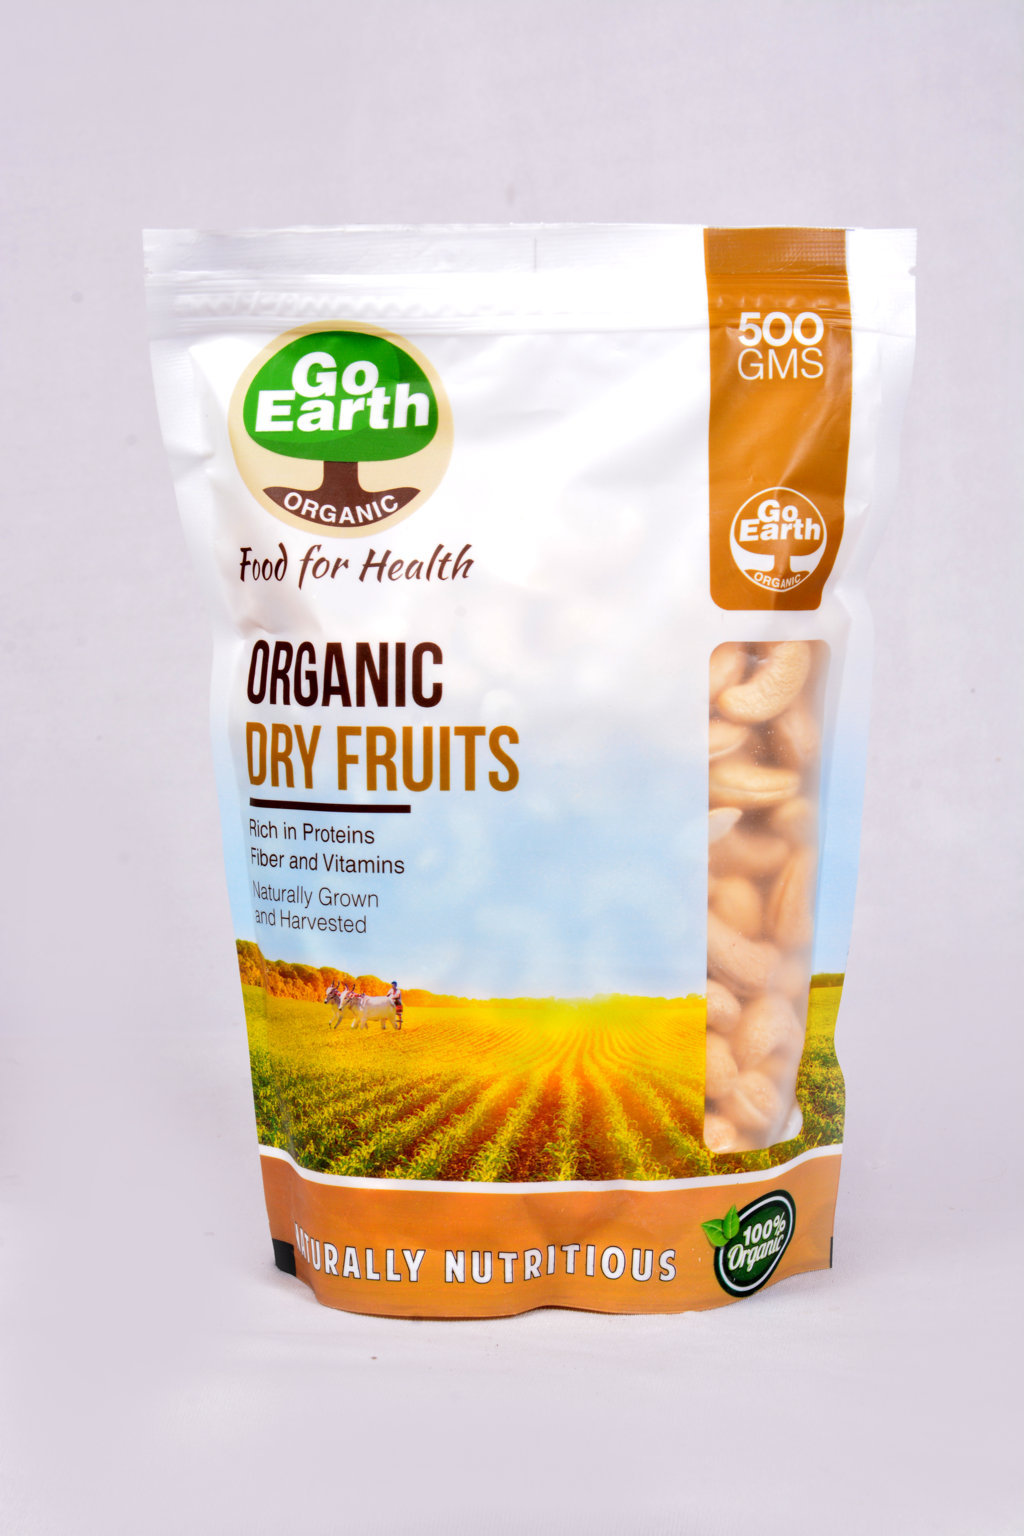 Go
Earth
ORGANIC
Food for Health
500
GMS
Go
Earth
ORGANIC
ORGANIC
DRY FRUITS
Rich in Proteins
Fiber and Vitamins
Naturally Grown
and Harvested
NATURALLY NUTRITIOUS
100%
Organic